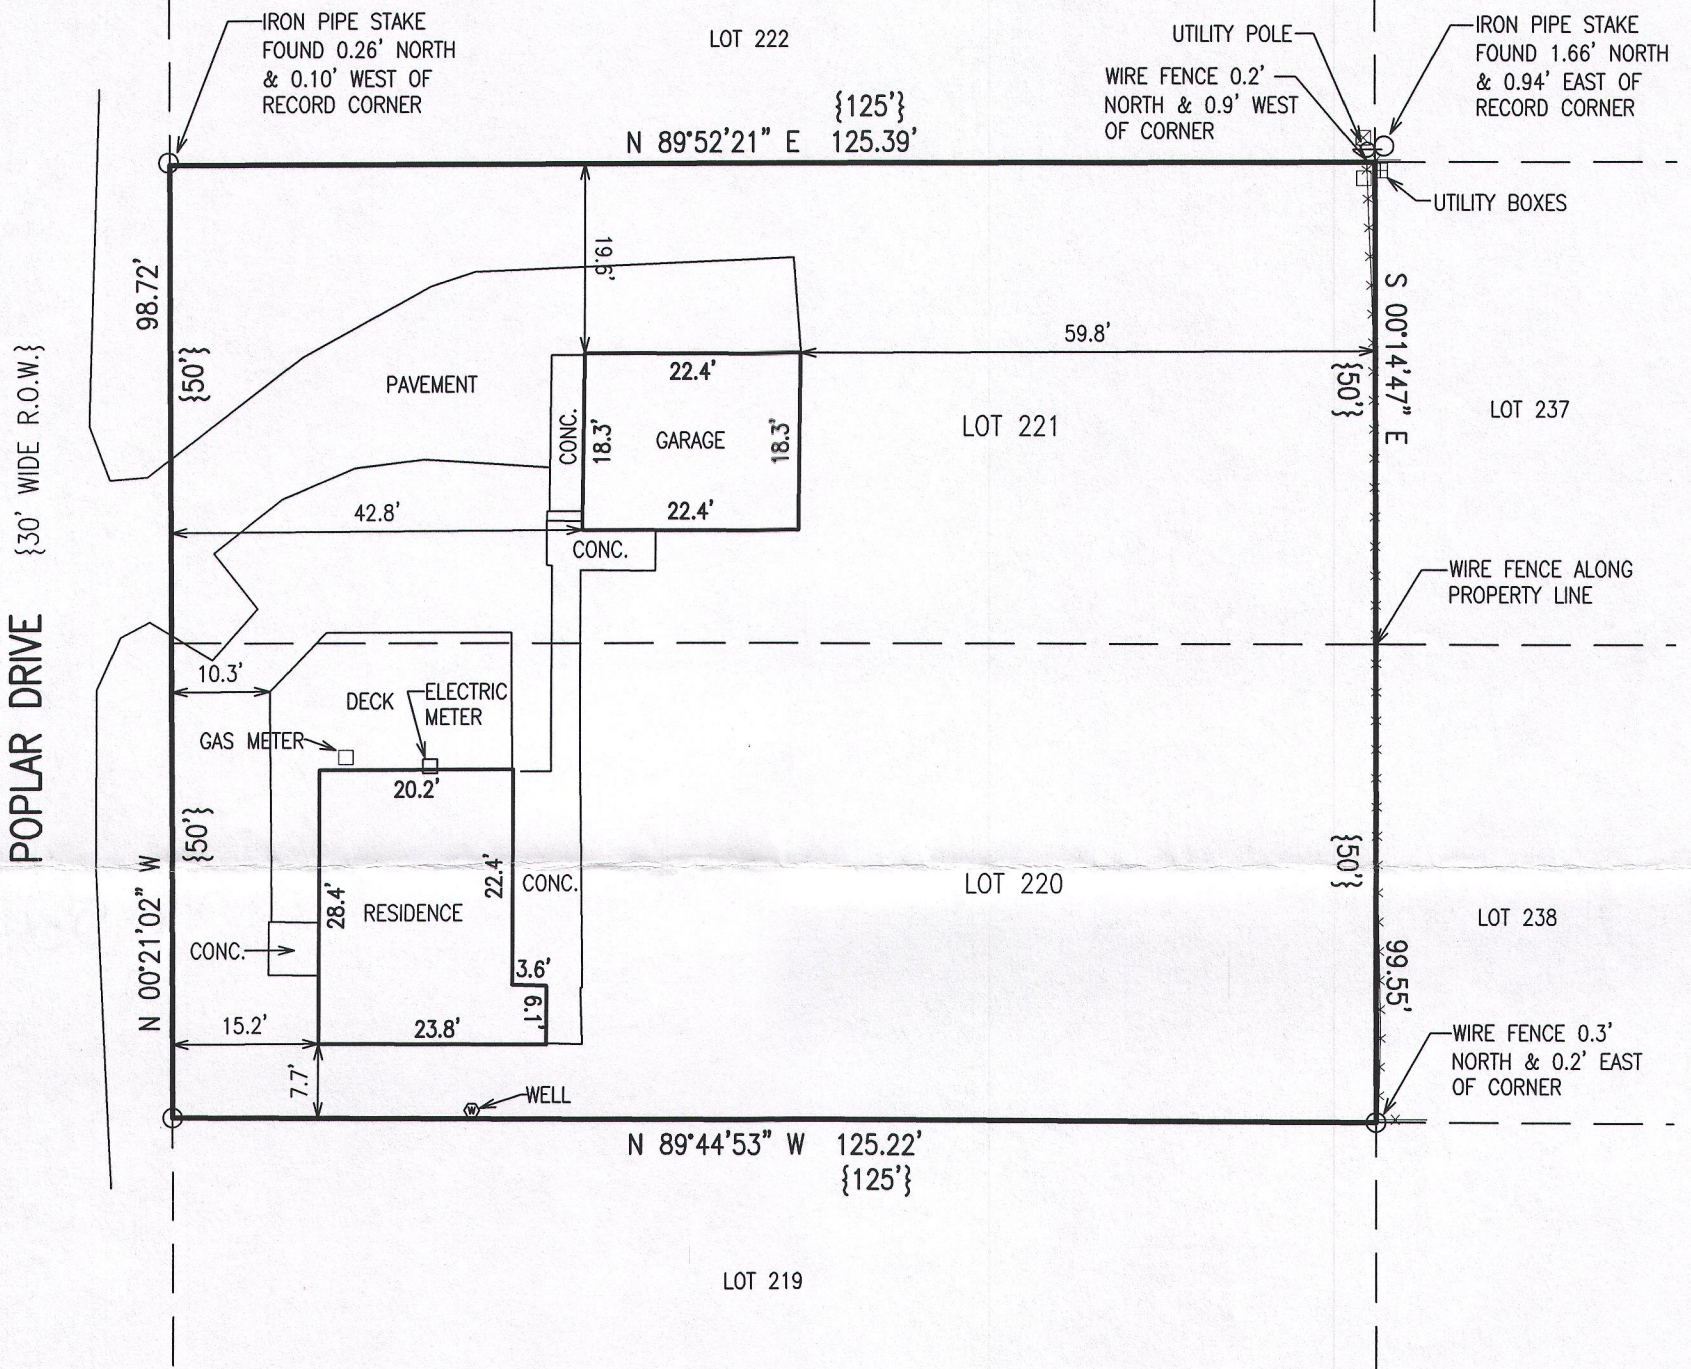 IRON PIPE STAKE
FOUND 0.26' NORTH
& 0.10' WEST OF
RECORD CORNER
LOT 222
UTILITY POLE
WIRE FENCE 0.2'
NORTH & 0.9' WEST
OF CORNER
IRON PIPE STAKE
FOUND 1.66' NORTH
& 0.94' EAST OF
RECORD CORNER
{125'}
N 89°52'21" E 125.39'
UTILITY BOXES
98.72'
{50'}
19.6'
59.8'
S 00°14'47" E
{50'}
PAVEMENT
22.4'
CONC.
18.3'
GARAGE
18.3'
22.4'
LOT 221
LOT 237
42.8'
CONC.
POPLAR DRIVE {30' WIDE R.O.W.}
WIRE FENCE ALONG
PROPERTY LINE
10.3'
DECK
ELECTRIC
METER
GAS METER
20.2'
{50'}
N 00°21'02" W
28.4'
22.4'
RESIDENCE
CONC.
LOT 220
{50'}
LOT 238
CONC.
3.6'
6.1'
99.55'
15.2'
23.8'
7.7'
W
WELL
WIRE FENCE 0.3'
NORTH & 0.2' EAST
OF CORNER
N 89°44'53" W 125.22'
{125'}
LOT 219